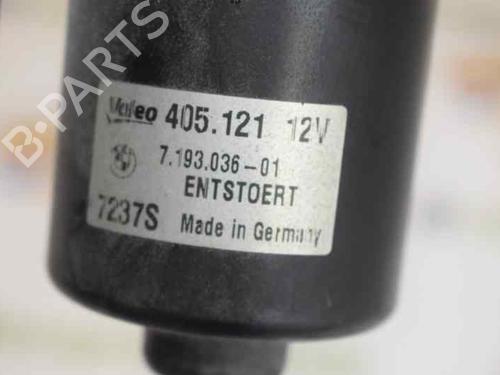 B-PARTS
Valeo 405.121 12V
7.193.036-01
ENTSTOERT
7237S Made in Germany